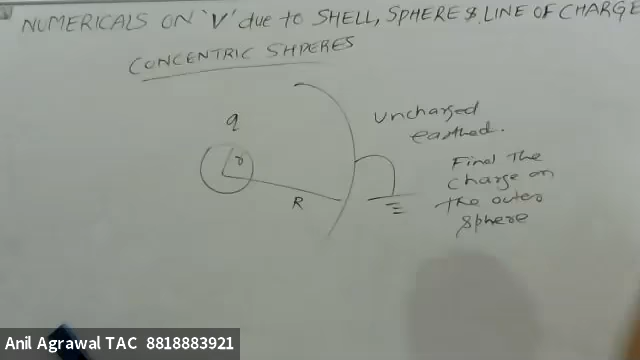 NUMERICALS ON 'V' due to SHELL, SPHERE & LINE OF CHARGE
CONCENTRIC SHPERES
q
r
R
Uncharged
earthed.
Find The
charge on
the outer
sphere
Anil Agrawal TAC 8818883921